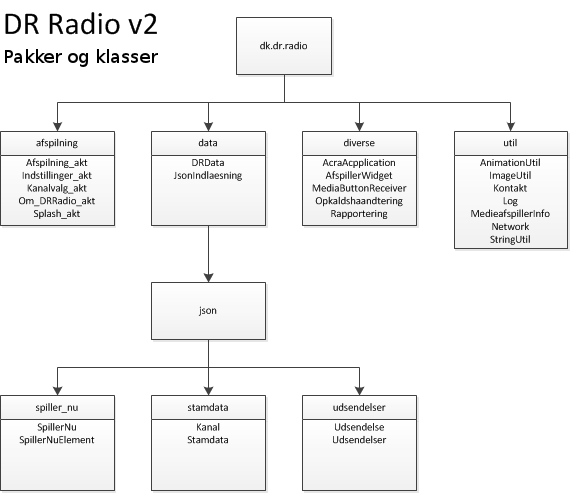 DR Radio v2
Pakker og klasser
dk.dr.radio
afspilning
Afspilning_akt
Indstillinger_akt
Kanalvalg_akt
Om_DRRadio_akt
Splash_akt
data
DRData
JsonIndlaesning
diverse
AcraAcpplication
AfspillerWidget
MediaButtonReceiver
Opkaldshaandtering
Rapportering
util
AnimationUtil
ImageUtil
Kontakt
Log
MedieafspillerInfo
Network
StringUtil
json
spiller_nu
SpillerNu
SpillerNuElement
stamdata
Kanal
Stamdata
udsendelser
Udsendelse
Udsendelser